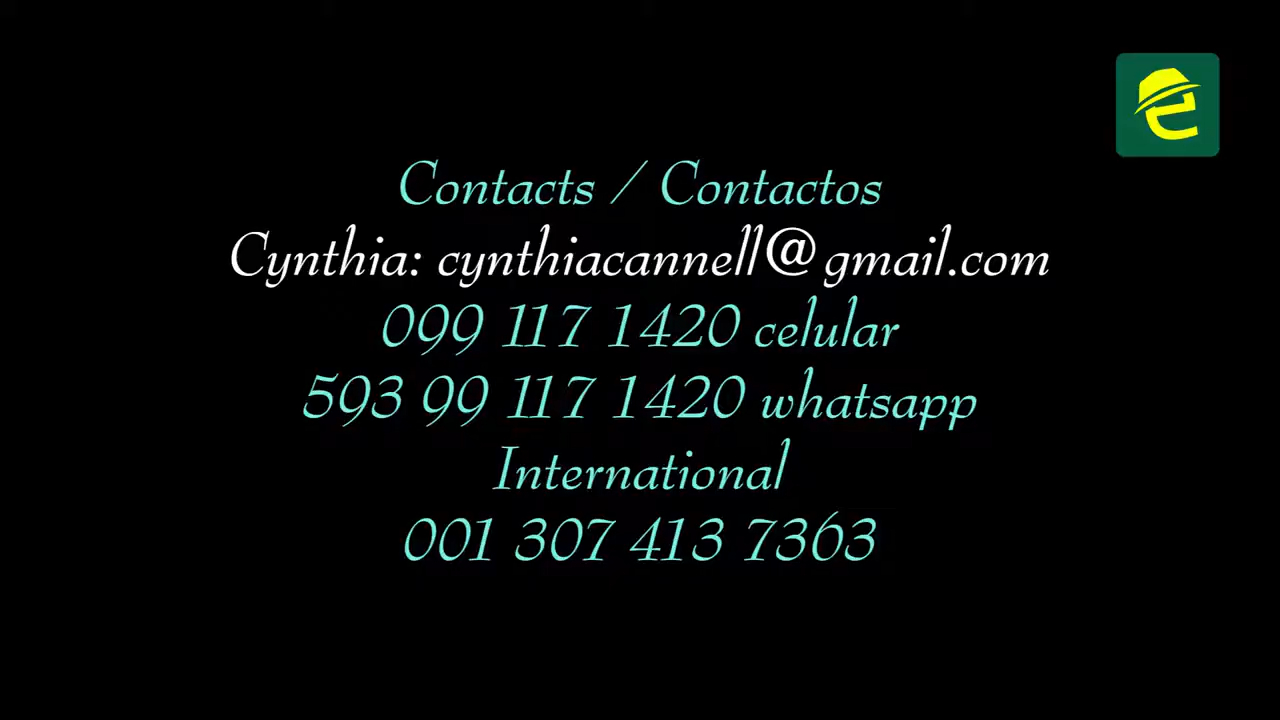 Contacts / Contactos
Cynthia: cynthiacannell@gmail.com
099 117 1420 celular
593 99 117 1420 whatsapp
International
001 307 413 7363